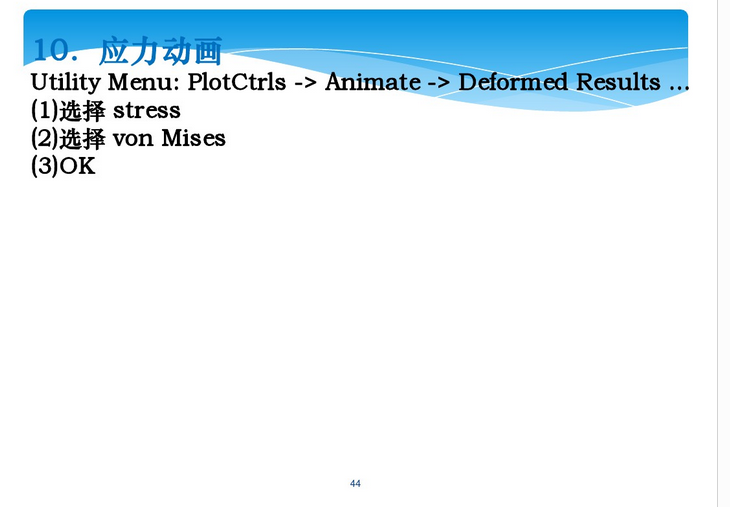 10. 应力动画
Utility Menu: PlotCtrls -> Animate -> Deformed Results ...
(1)选择 stress
(2)选择 von Mises
(3)OK
44